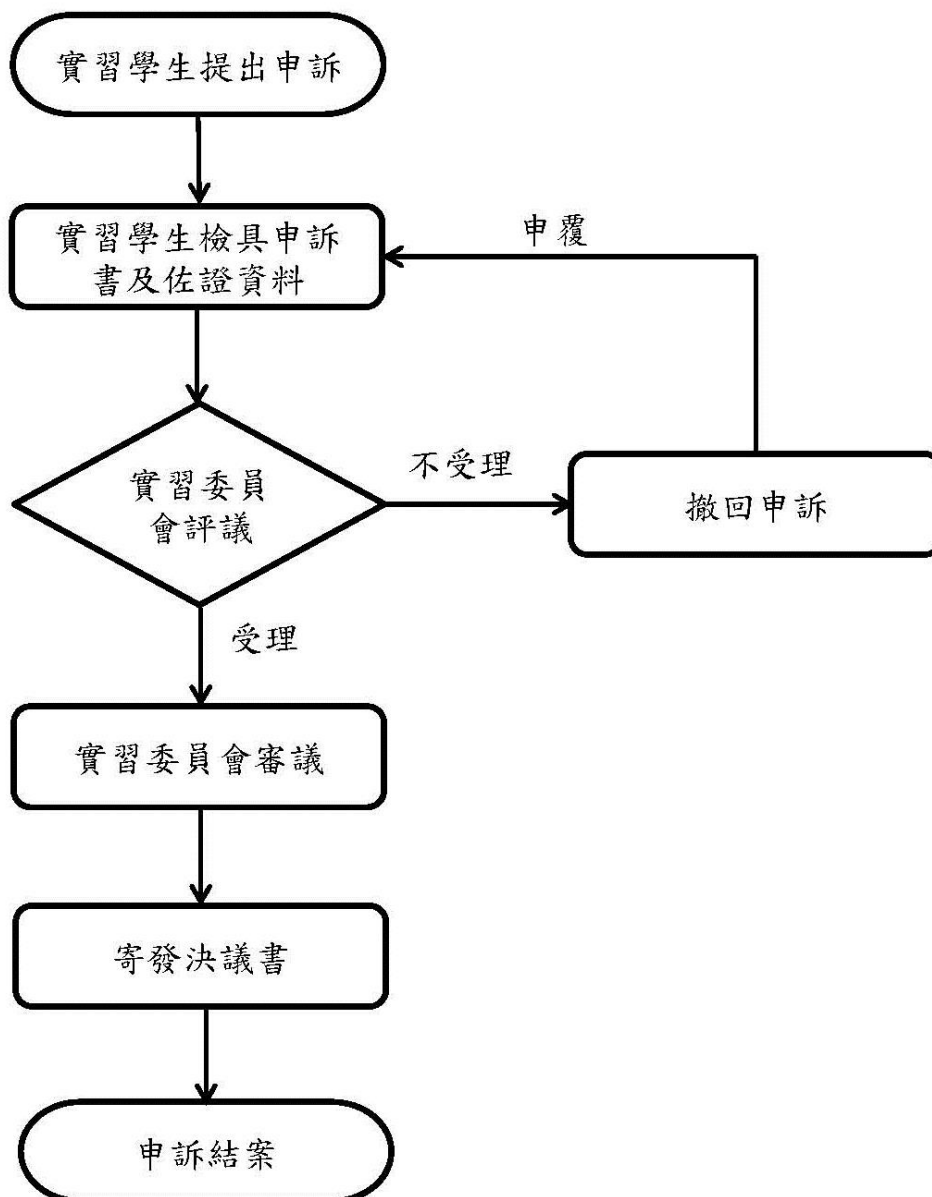 實習學生提出申訴
實習學生檢具申訴
書及佐證資料
申覆
實習委員
會評議
不受理
撤回申訴
受理
實習委員會審議
寄發決議書
申訴結案